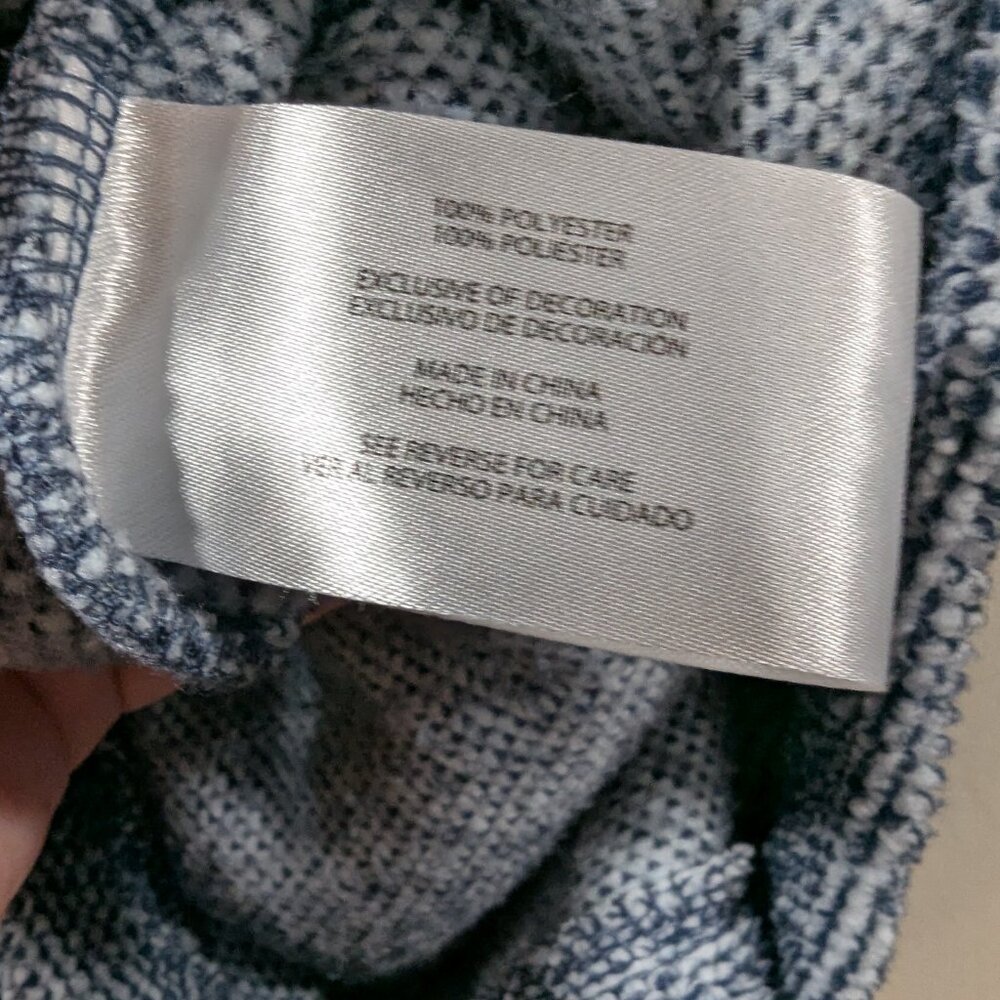 100% POLYESTER
100% POLIÉSTER
EXCLUSIVE OF DECORATION
EXCLUSIVO DE DECORACIÓN
MADE IN CHINA
HECHO EN CHINA
SEE REVERSE FOR CARE
VER AL REVERSO PARA CUIDADO